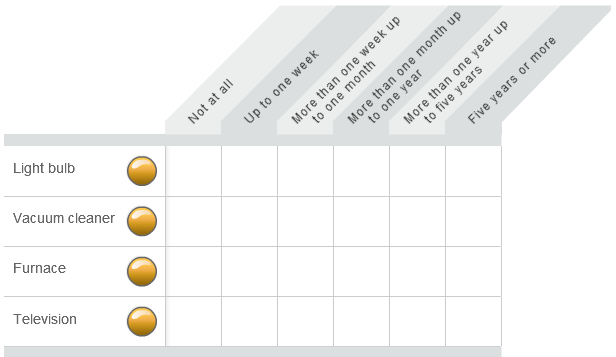 Not at all
Up to one week
More than one week up
to one month
More than one month up
to one year
More than one year up
to five years
Five years or more
Light bulb
Vacuum cleaner
Furnace
Television